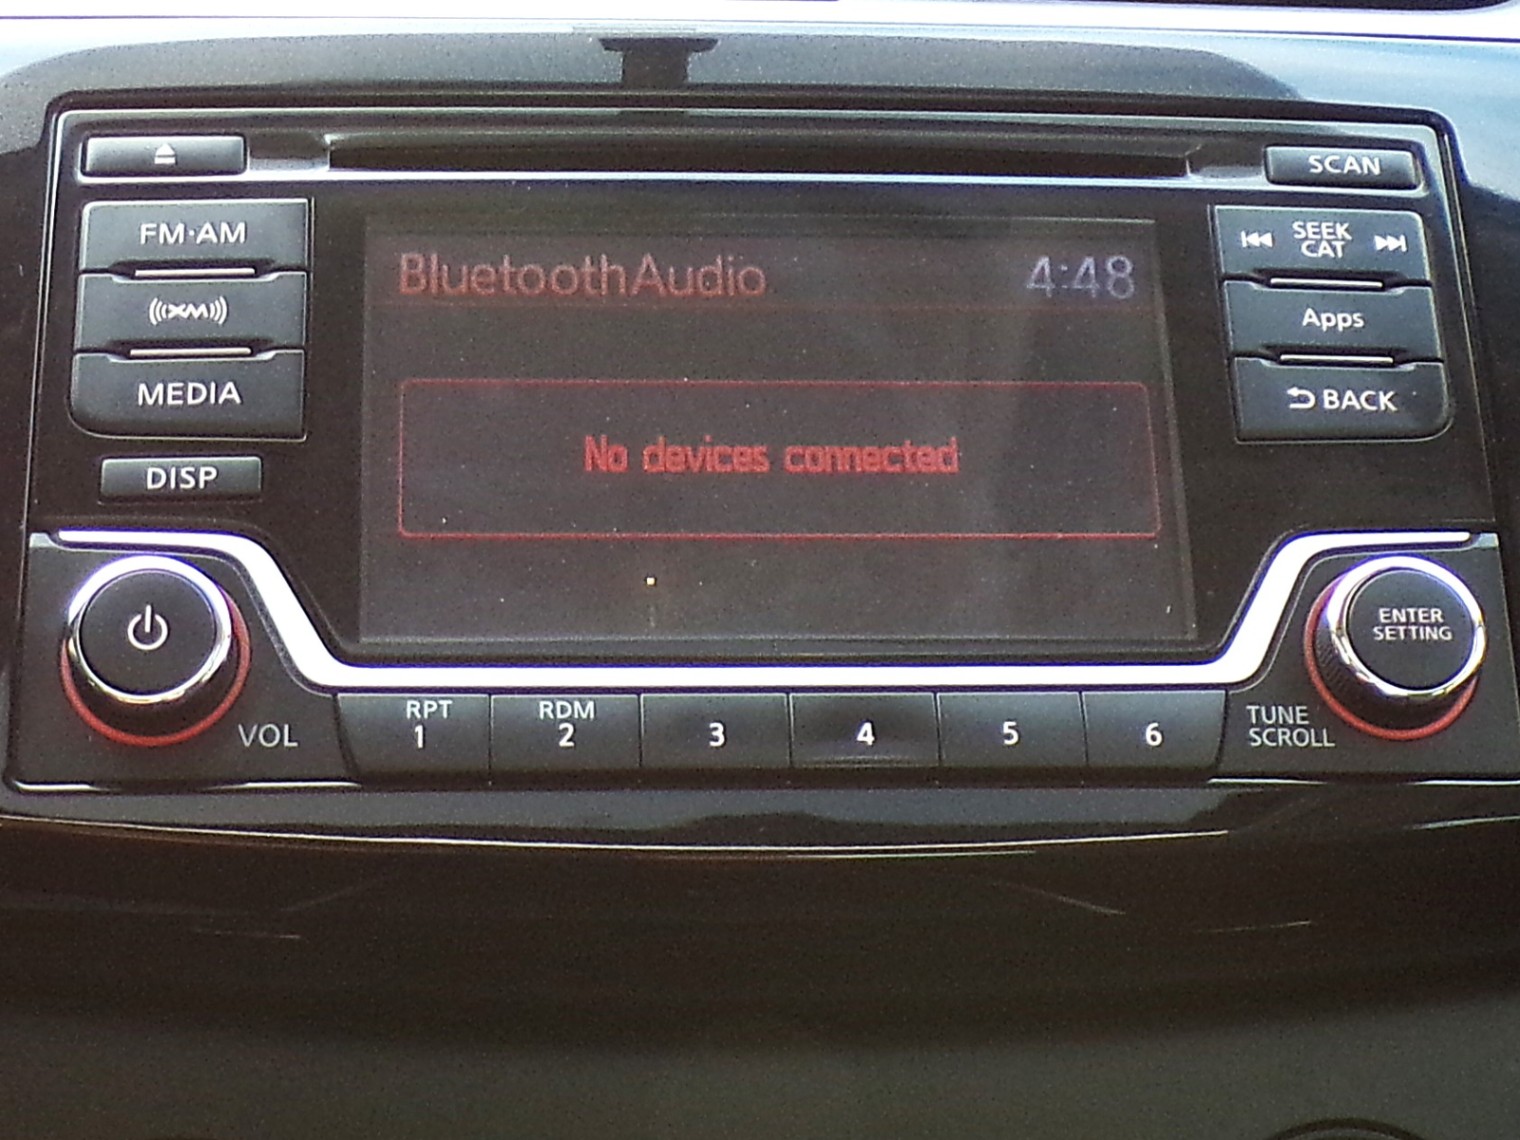 SCAN
FM·AM
SEEK
CAT
BluetoothAudio 4:48
((XM))
Apps
MEDIA
BACK
No devices connected
DISP
ENTER
SETTING
VOL
RPT
1
RDM
2
3
4
5
6
TUNE
SCROLL